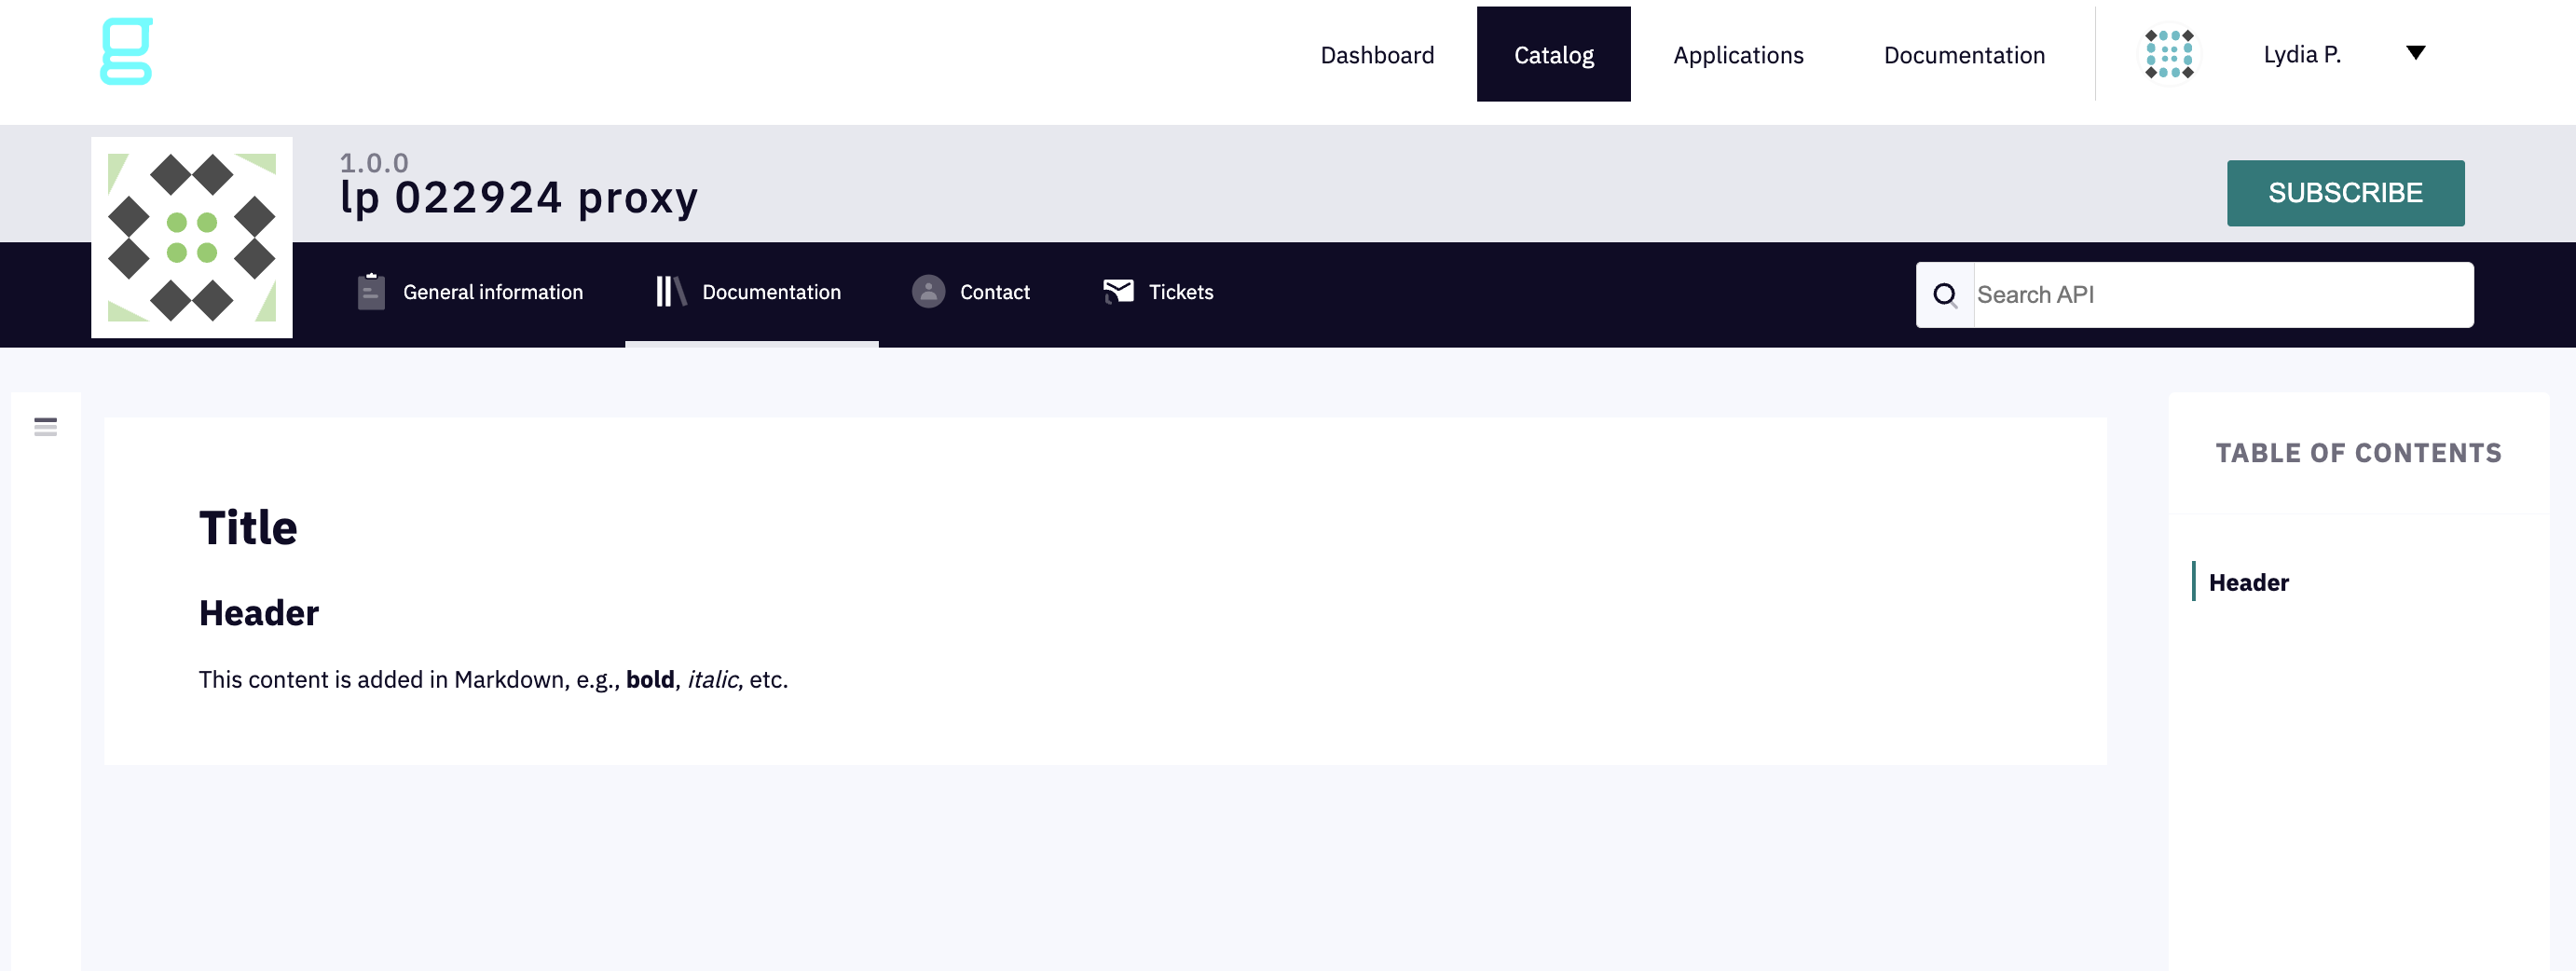 g
Dashboard
Catalog
Applications
Documentation
Lydia P.
1.0.0
lp 022924 proxy
SUBSCRIBE
General information
Documentation
Contact
Tickets
Search API
TABLE OF CONTENTS
Header
Title
Header
This content is added in Markdown, e.g., bold, italic, etc.